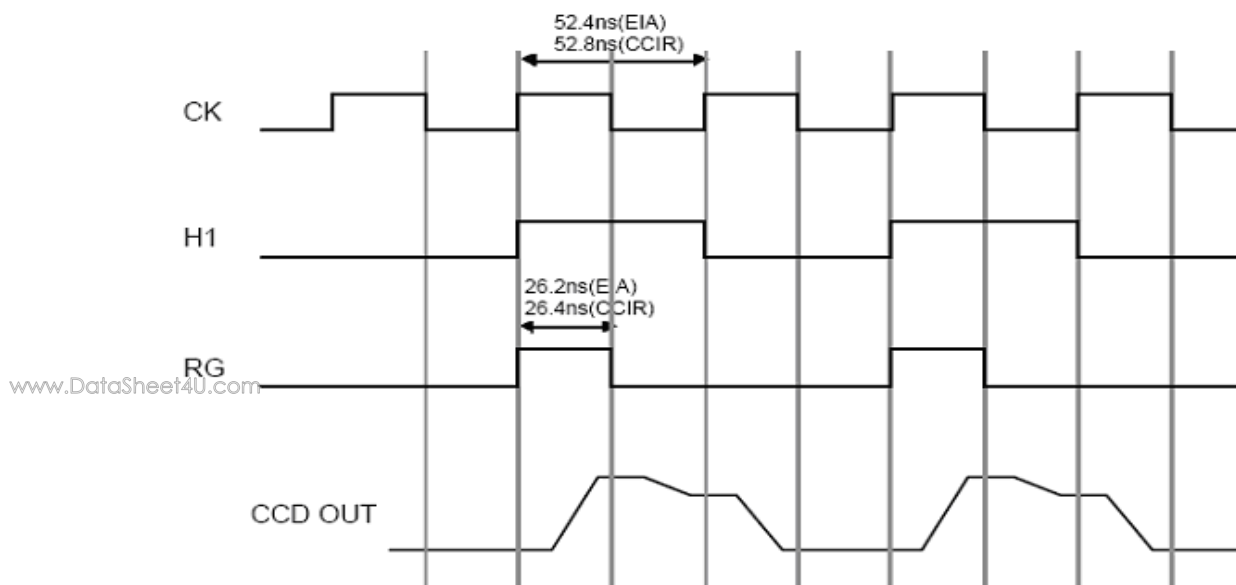 52.4ns(EIA)
52.8ns(CCIR)
CK
H1
26.2ns(EIA)
26.4ns(CCIR)
RG
www.DataSheet4U.com
CCD OUT